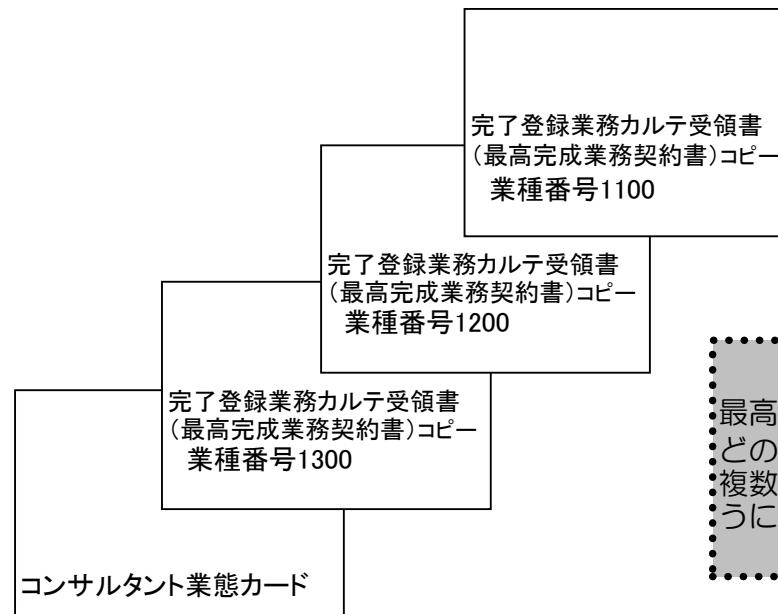 完了登録業務カルテ受領書
（最高完成業務契約書）コピー
業種番号1100
完了登録業務カルテ受領書
（最高完成業務契約書）コピー
業種番号1200
完了登録業務カルテ受領書
（最高完成業務契約書）コピー
業種番号1300
コンサルタント業態カード
最高
どの
複数
うに